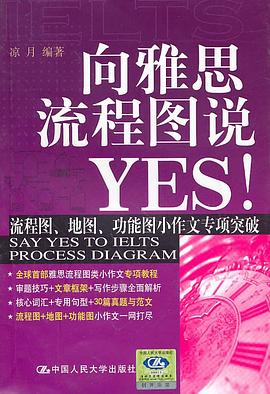 IELTS
凉 月 编著
向雅思
流程图说
YES!
流程图、地图、功能图小作文专项突破
SAY YES TO IELTS
PROCESS DIAGRAM
★ 全球首部雅思流程图类小作文专项教程
★ 审题技巧+文章框架+写作步骤全面解析
★ 核心词汇+专用句型+30篇真题与范文
★ 流程图+地图+功能图小作文一网打尽
中国人民大学出版社